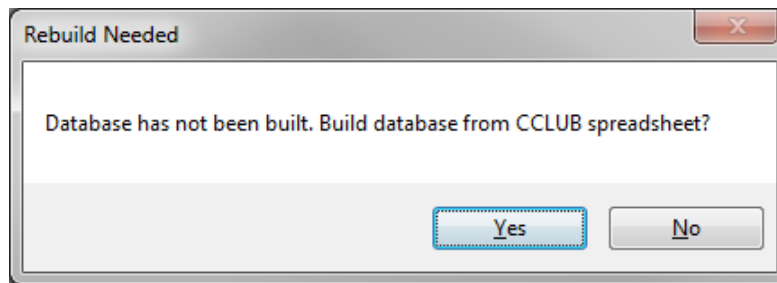 Rebuild Needed
Database has not been built. Build database from CCLUB spreadsheet?
Yes
No